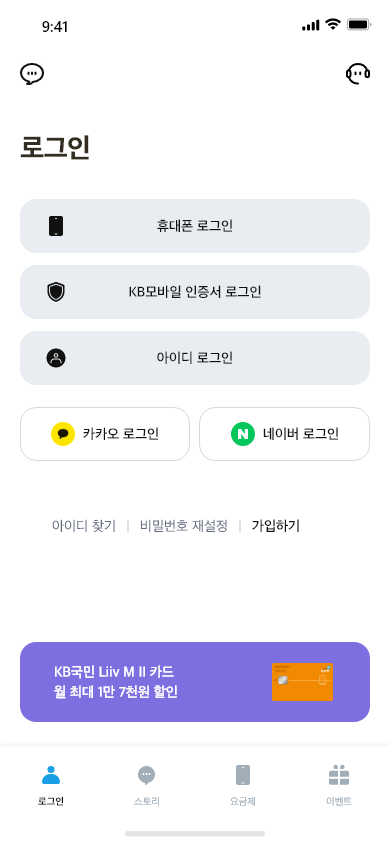 9:41
로그인
휴대폰 로그인
KB모바일 인증서 로그인
아이디 로그인
카카오 로그인
네이버 로그인
아이디 찾기 | 비밀번호 재설정 | 가입하기
KB국민 Liiv M II 카드
월 최대 1만 7천원 할인
로그인
스토리
요금제
이벤트